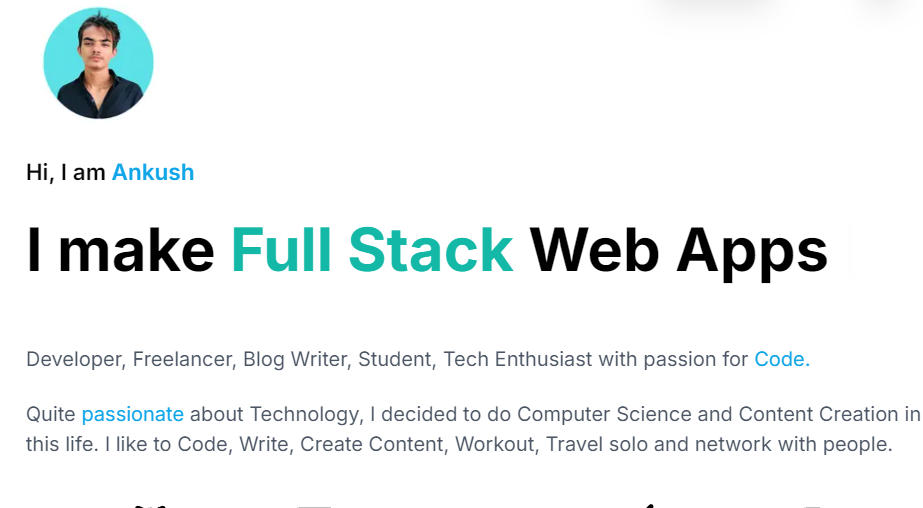 Hi, I am Ankush
I make Full Stack Web Apps
Developer, Freelancer, Blog Writer, Student, Tech Enthusiast with passion for Code.
Quite passionate about Technology, I decided to do Computer Science and Content Creation in
this life. I like to Code, Write, Create Content, Workout, Travel solo and network with people.